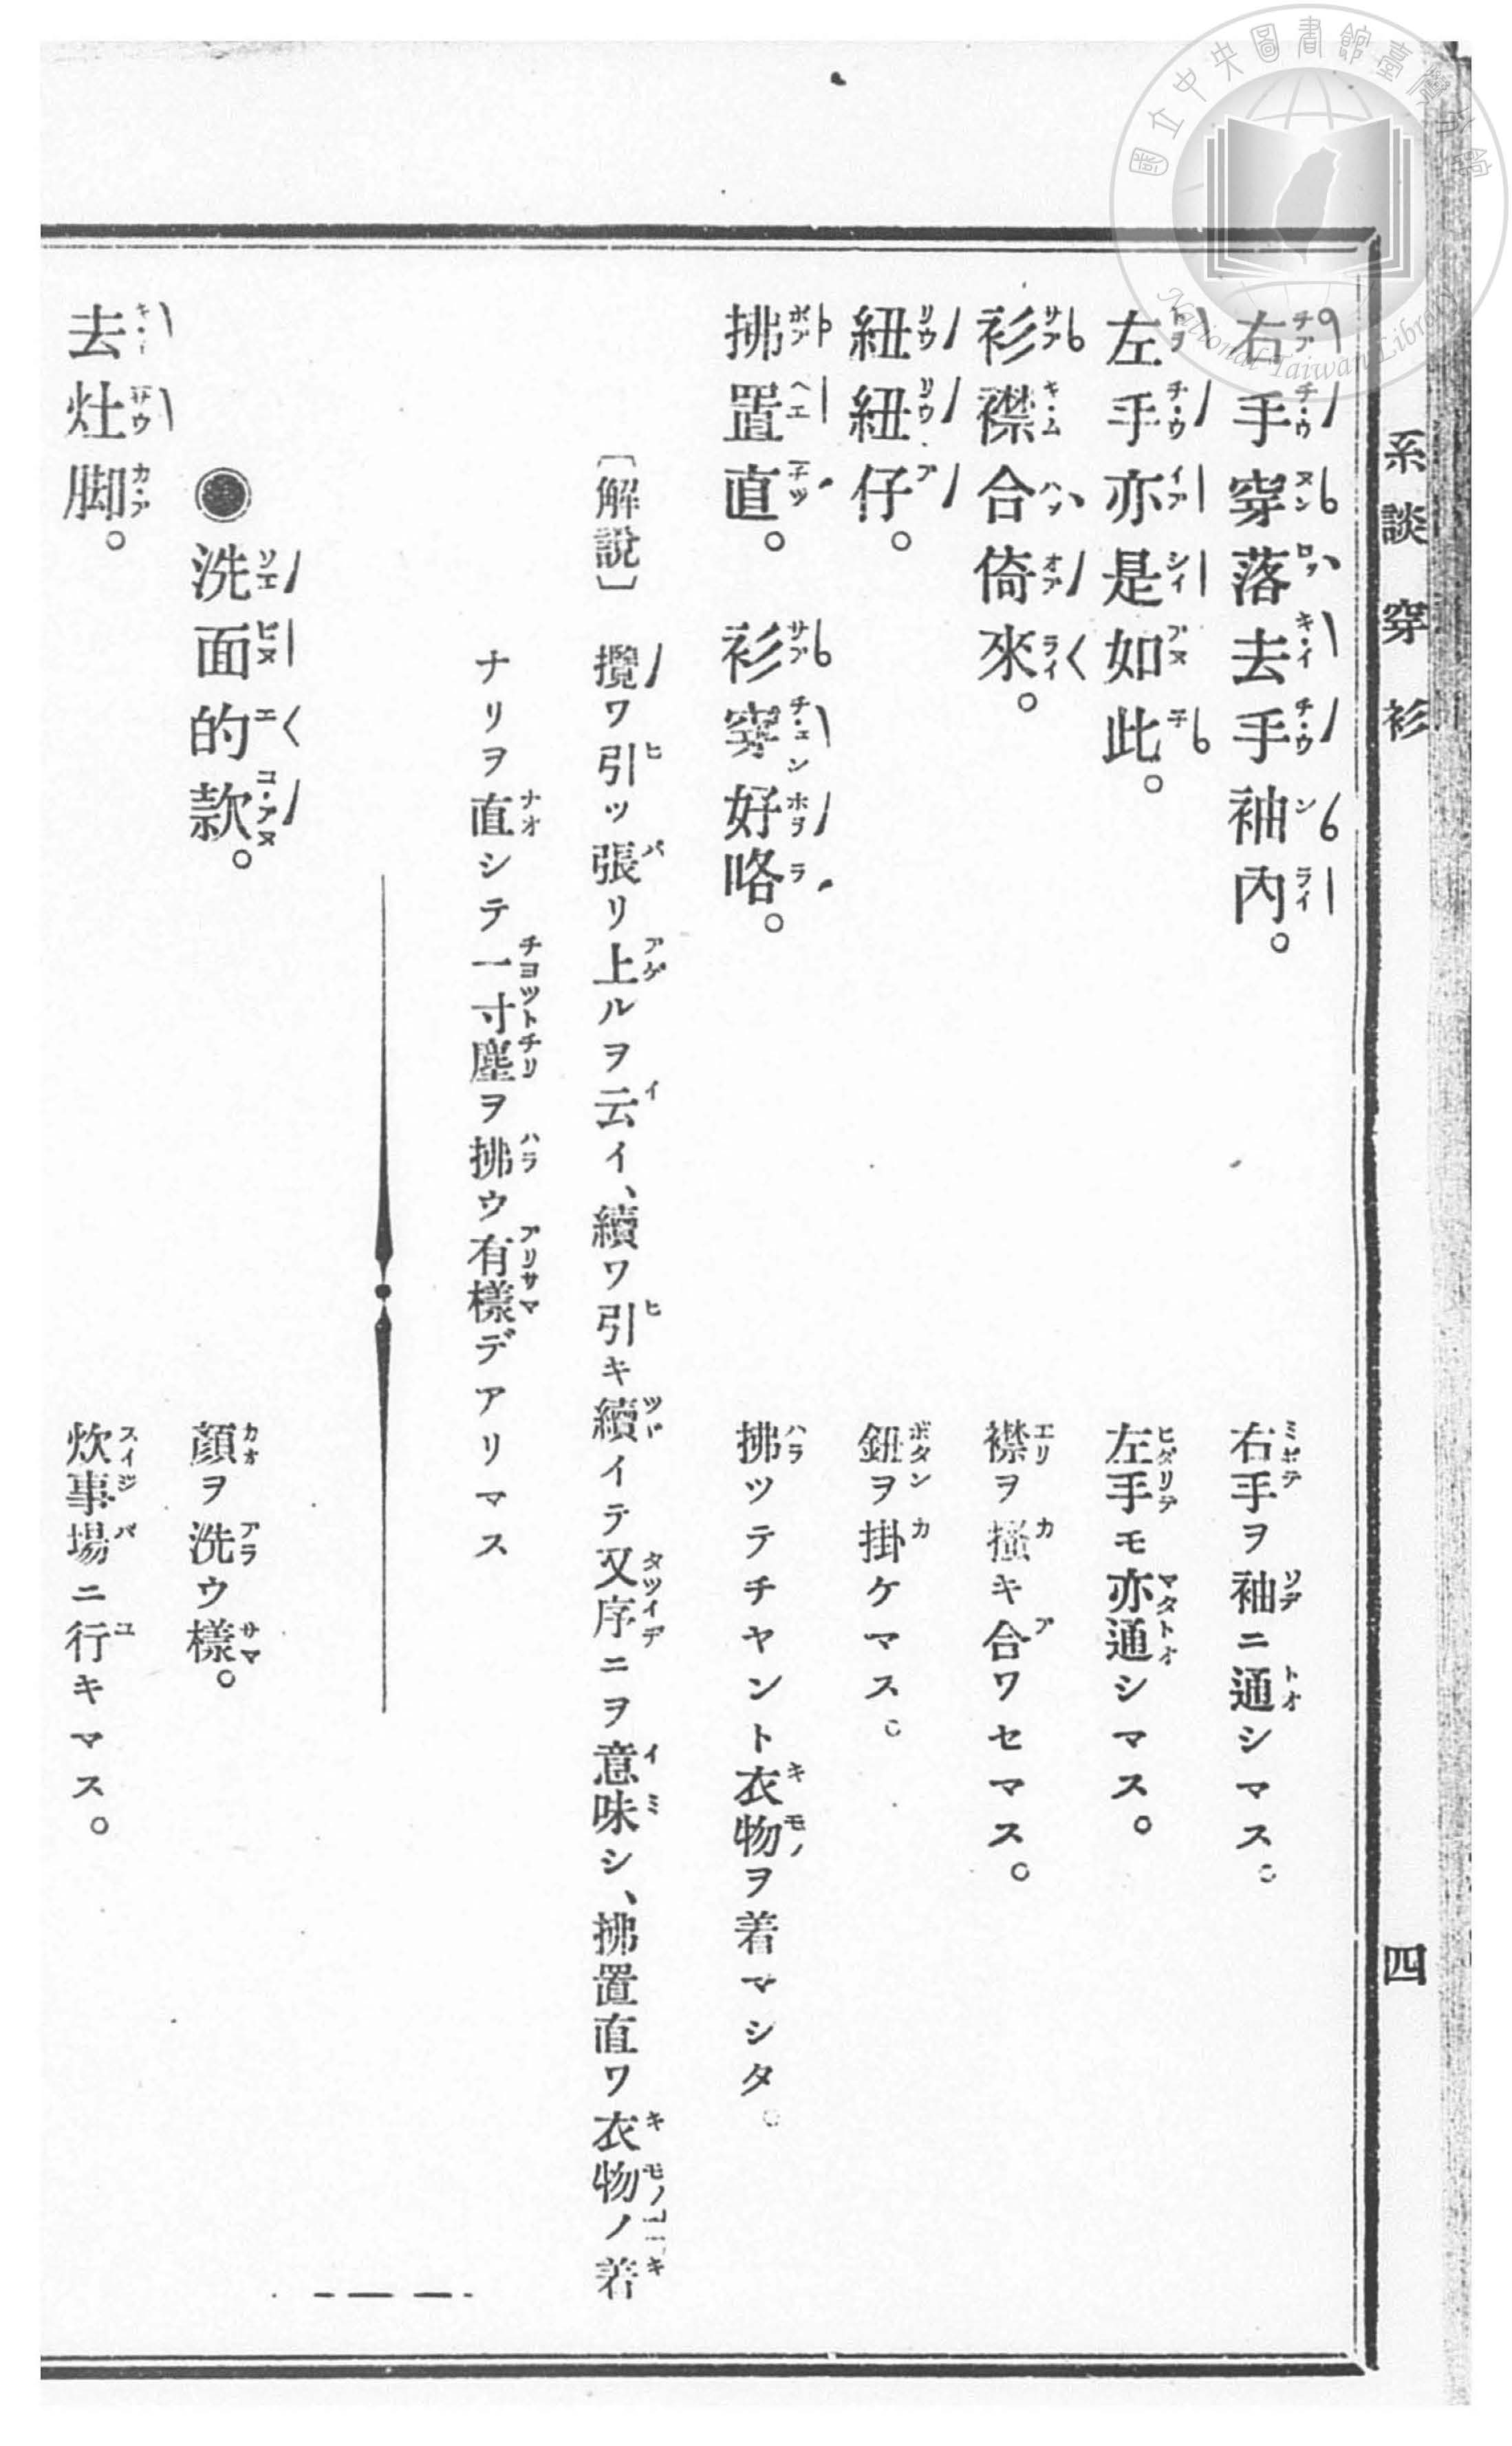 系談 穿衫 四
右手穿落去手袖內。 右手ヲ袖ニ通シマス。
左手亦是如此。 左手モ亦通シマス。
衫襟合倚來。 襟ヲ搔キ合ワセマス。
紐紐仔。 鈕ヲ掛ケマス。
拂置直。 衫穿好咯。 拂ツテチヤント衣物ヲ着マシタ。
〔解說〕 攬ワ引ッ張リ上ルヲ云イ、續ワ引キ續イテ又序ニヲ意味シ、拂置直ワ衣物ノ若
ナリヲ直シテ一寸塵ヲ拂ウ有樣デアリマス
●洗面的款。 顏ヲ洗ウ樣。
去灶脚。 炊事場ニ行キマス。
國立中央圖書館臺灣分館
National Taiwan Library